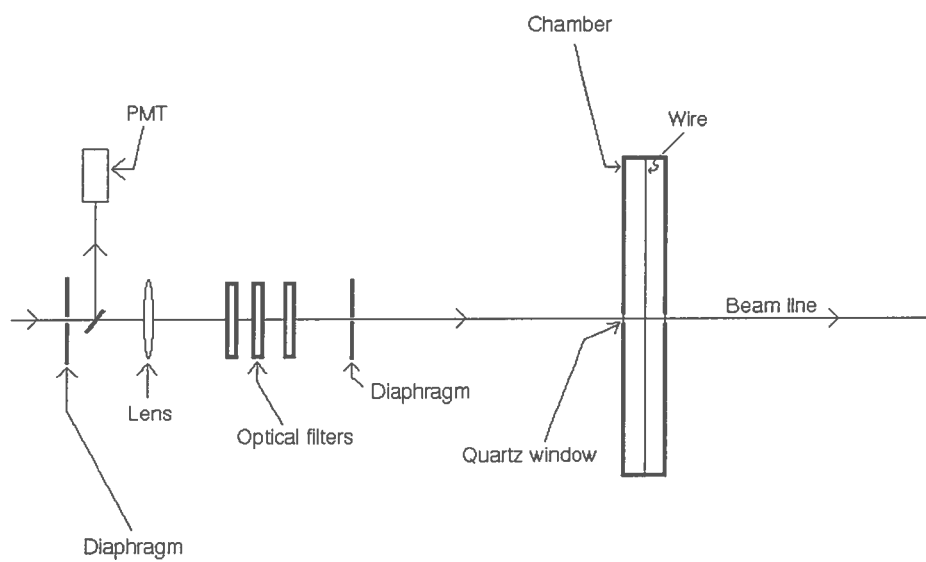 Chamber
PMT
Wire
Beam line
Diaphragm
Lens
Optical filters
Quartz window
Diaphragm